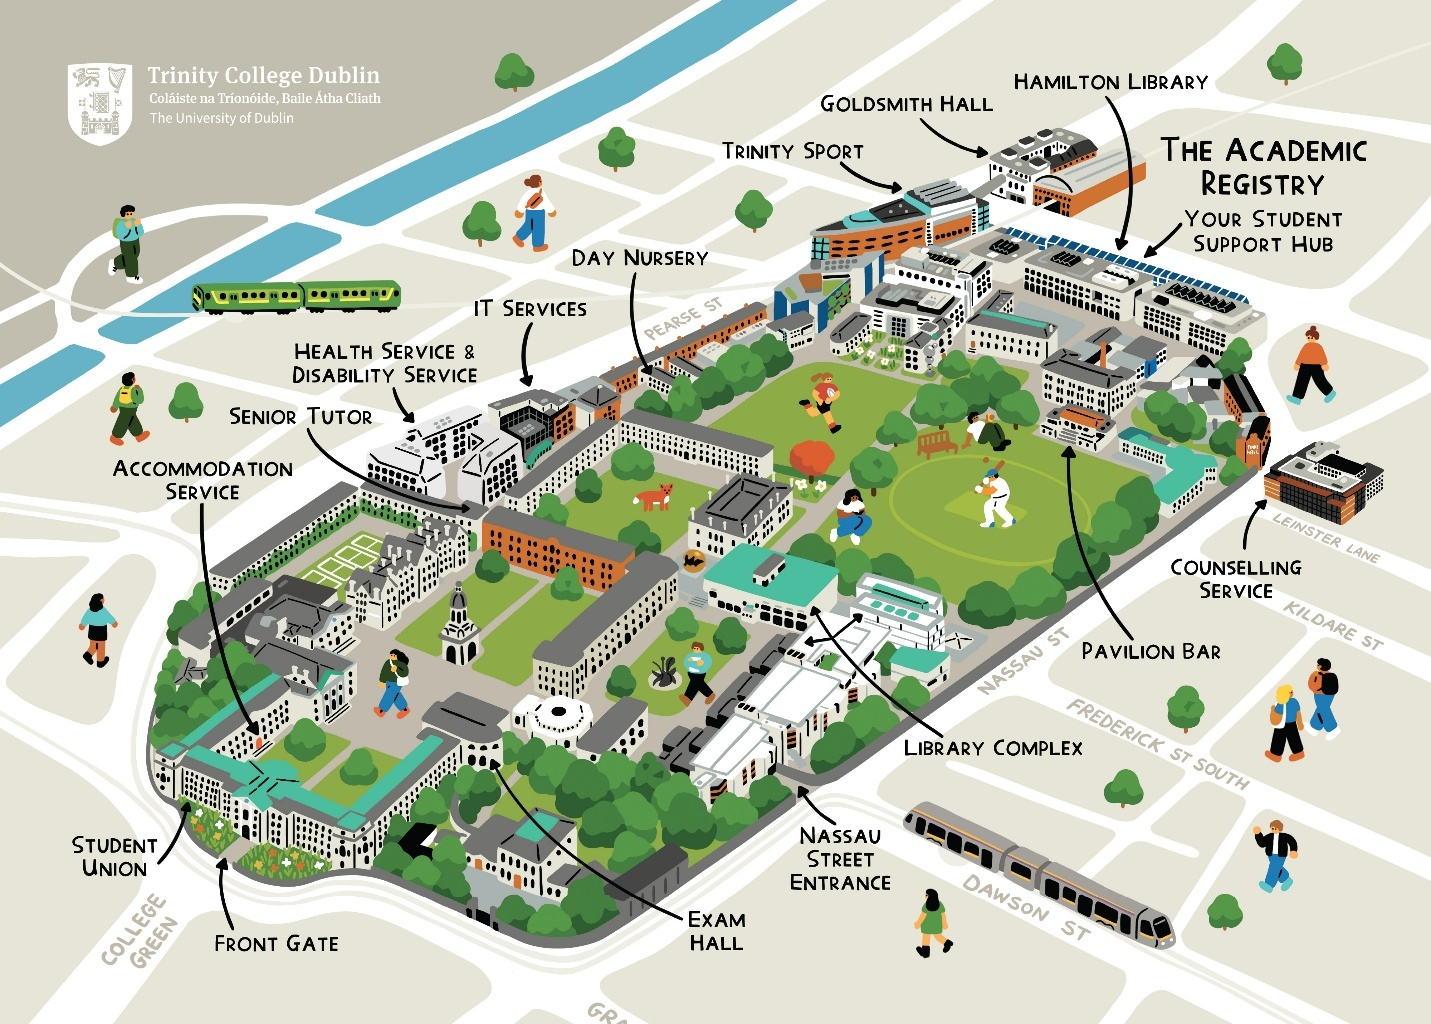 Trinity College Dublin
Coláiste na Tríonóide, Baile Átha Cliath
The University of Dublin
HAMILTON LIBRARY
GOLDSMITH HALL
TRINITY SPORT
THE ACADEMIC
REGISTRY
YOUR STUDENT
SUPPORT HUB
DAY NURSERY
IT SERVICES
PEARSE ST
HEALTH SERVICE &
DISABILITY SERVICE
SENIOR TUTOR
ACCOMMODATION
SERVICE
LEINSTER LANE
COUNSELLING
SERVICE
KILDARE ST
PAVILION BAR
NASSAU ST
FREDERICK ST SOUTH
LIBRARY COMPLEX
STUDENT
UNION
NASSAU
STREET
ENTRANCE
DAWSON ST
COLLEGE
GREEN
FRONT GATE
EXAM
HALL